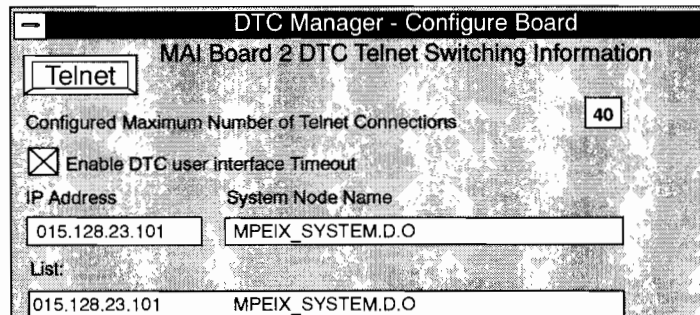 DTC Manager - Configure Board
MAI Board 2 DTC Telnet Switching Information
Telnet
Configured Maximum Number of Telnet Connections 40
Enable DTC user interface Timeout
IP Address System Node Name
015.128.23.101 MPEIX_SYSTEM.D.O
List:
015.128.23.101 MPEIX_SYSTEM.D.O